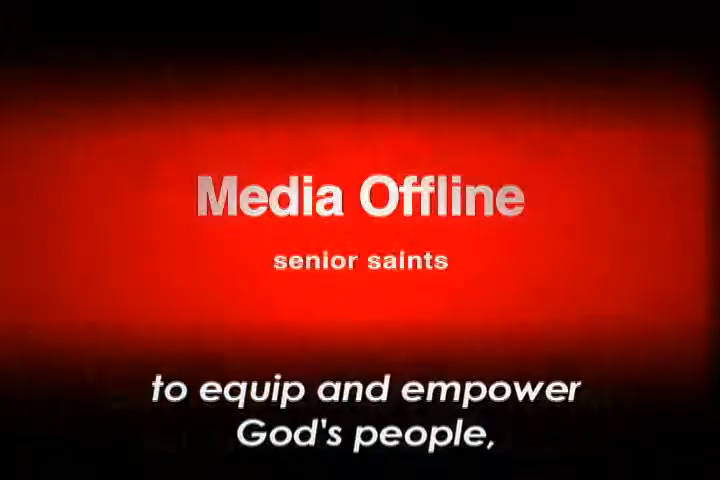 Media Offline
senior saints
to equip and empower
God's people,